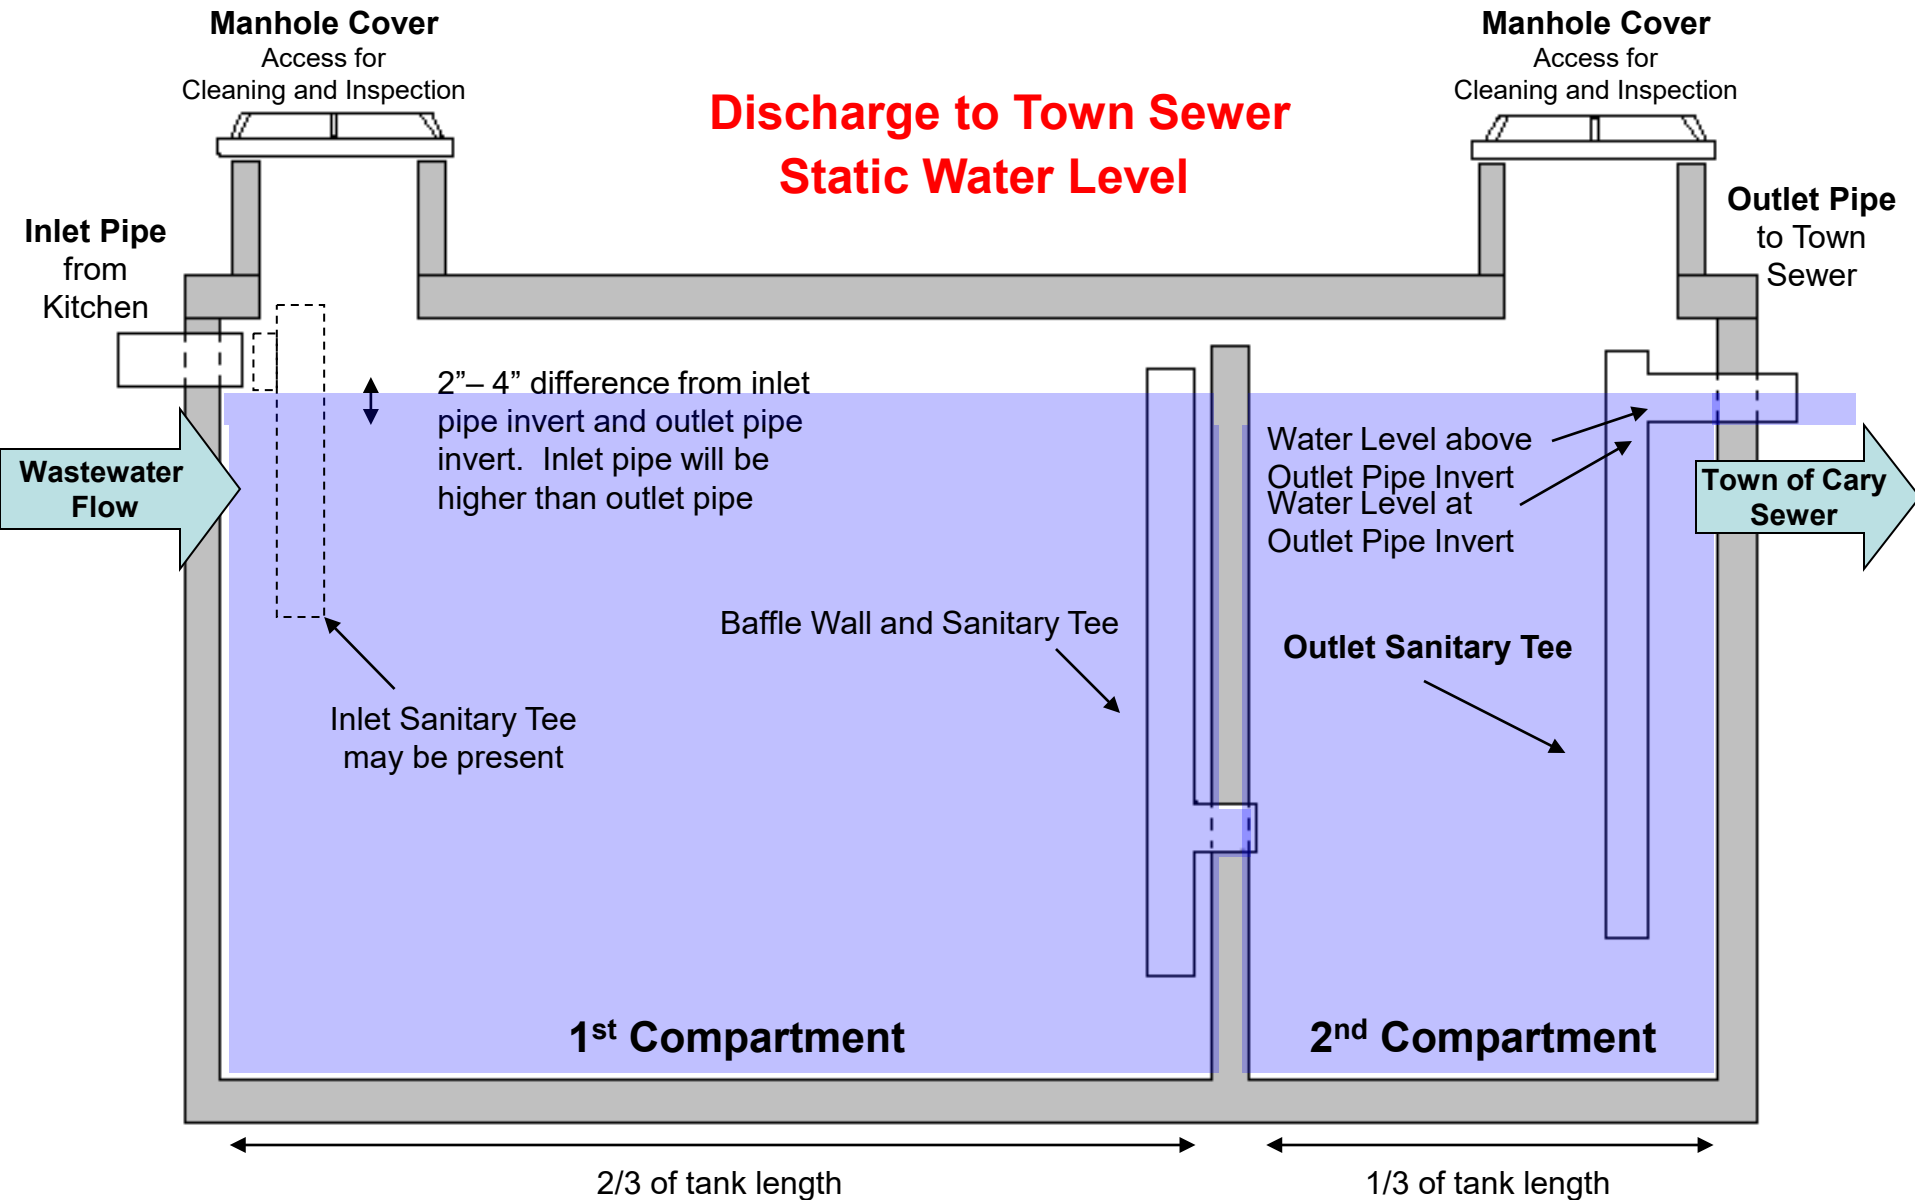 Manhole Cover
Access for
Cleaning and Inspection
Manhole Cover
Access for
Cleaning and Inspection
Discharge to Town Sewer
Static Water Level
Inlet Pipe
from
Kitchen
Outlet Pipe
to Town
Sewer
2”– 4” difference from inlet
pipe invert and outlet pipe
invert.  Inlet pipe will be
higher than outlet pipe
Water Level above
Outlet Pipe Invert
Water Level at
Outlet Pipe Invert
Wastewater
Flow
Town of Cary
Sewer
Baffle Wall and Sanitary Tee
Outlet Sanitary Tee
Inlet Sanitary Tee
may be present
1st Compartment
2nd Compartment
2/3 of tank length
1/3 of tank length